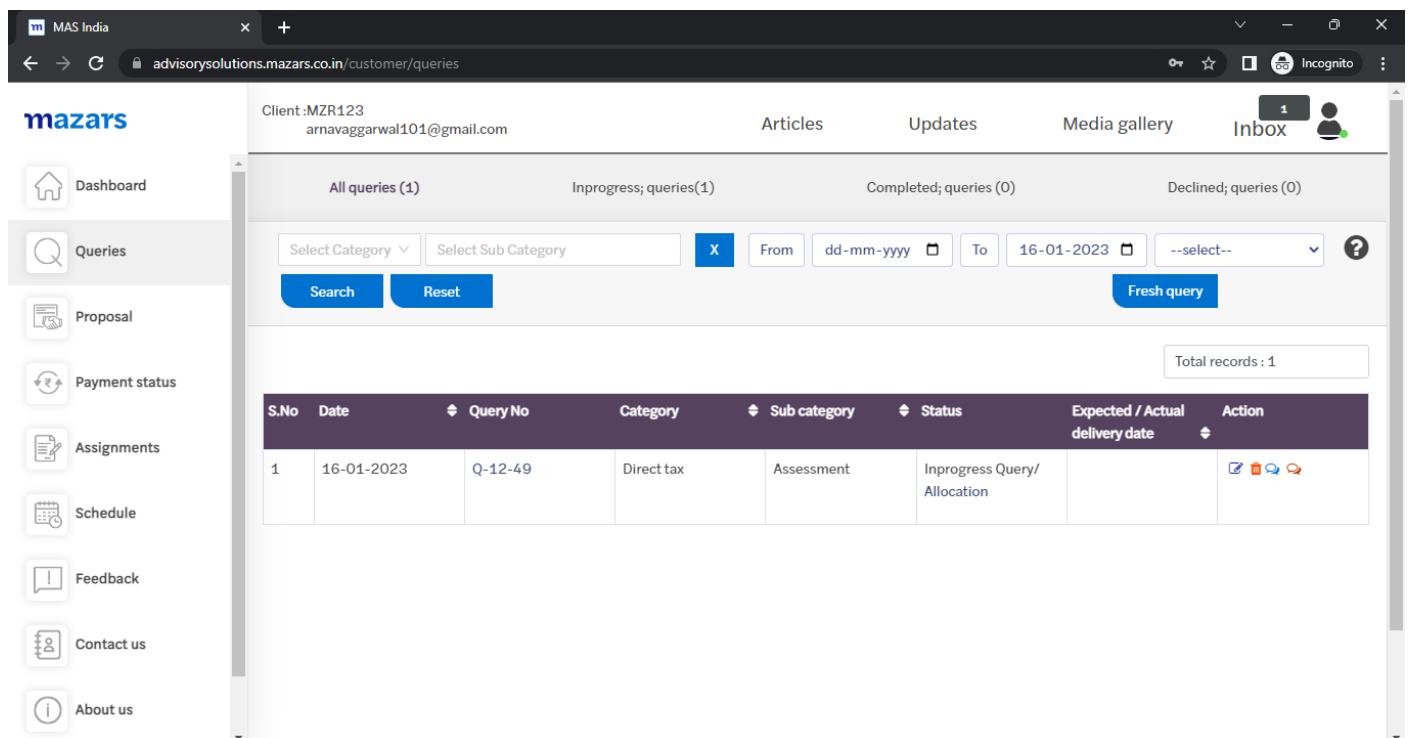 MAS India
advisorysolutions.mazars.co.in/customer/queries
Incognito
mazars
Client :MZR123
arnavaggarwal101@gmail.com
Articles
Updates
Media gallery
1
Inbox
Dashboard
Queries
Proposal
Payment status
Assignments
Schedule
Feedback
Contact us
About us
All queries (1)
Inprogress; queries(1)
Completed; queries (0)
Declined; queries (0)
Select Category
Select Sub Category
X
From
dd-mm-yyyy
To
16-01-2023
--select--
Search
Reset
Fresh query
Total records : 1
S.No Date Query No Category Sub category Status Expected / Actual Action
delivery date
1 16-01-2023 Q-12-49 Direct tax Assessment Inprogress Query/
Allocation